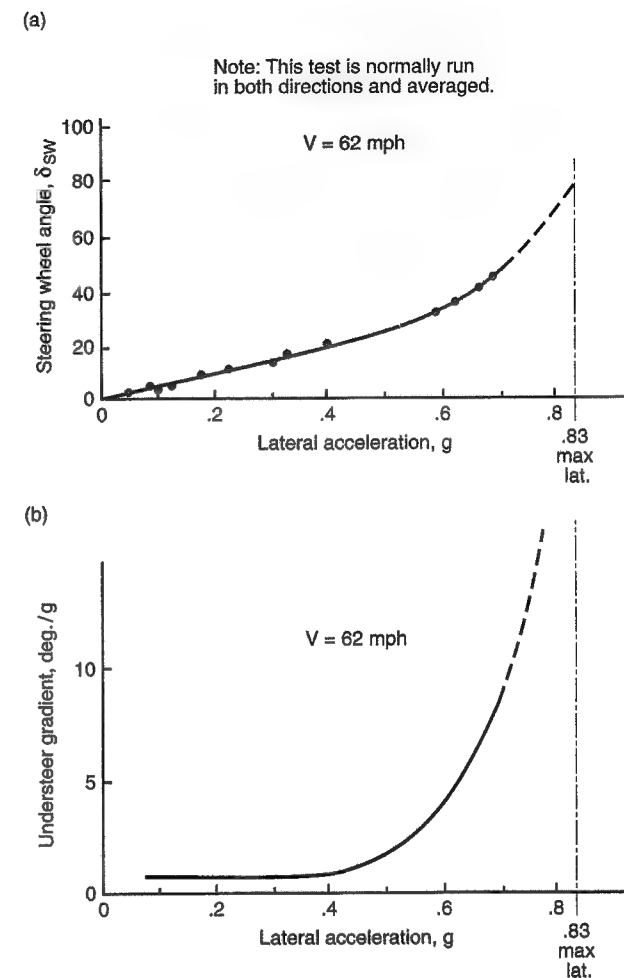 (a)
Note: This test is normally run
in both directions and averaged.
V = 62 mph
Steering wheel angle, δSW
100
80
60
40
20
0
0 .2 .4 .6 .8
.83
max
lat.
Lateral acceleration, g
(b)
V = 62 mph
Understeer gradient, deg./g
10
5
0
0 .2 .4 .6 .8
.83
max
lat.
Lateral acceleration, g